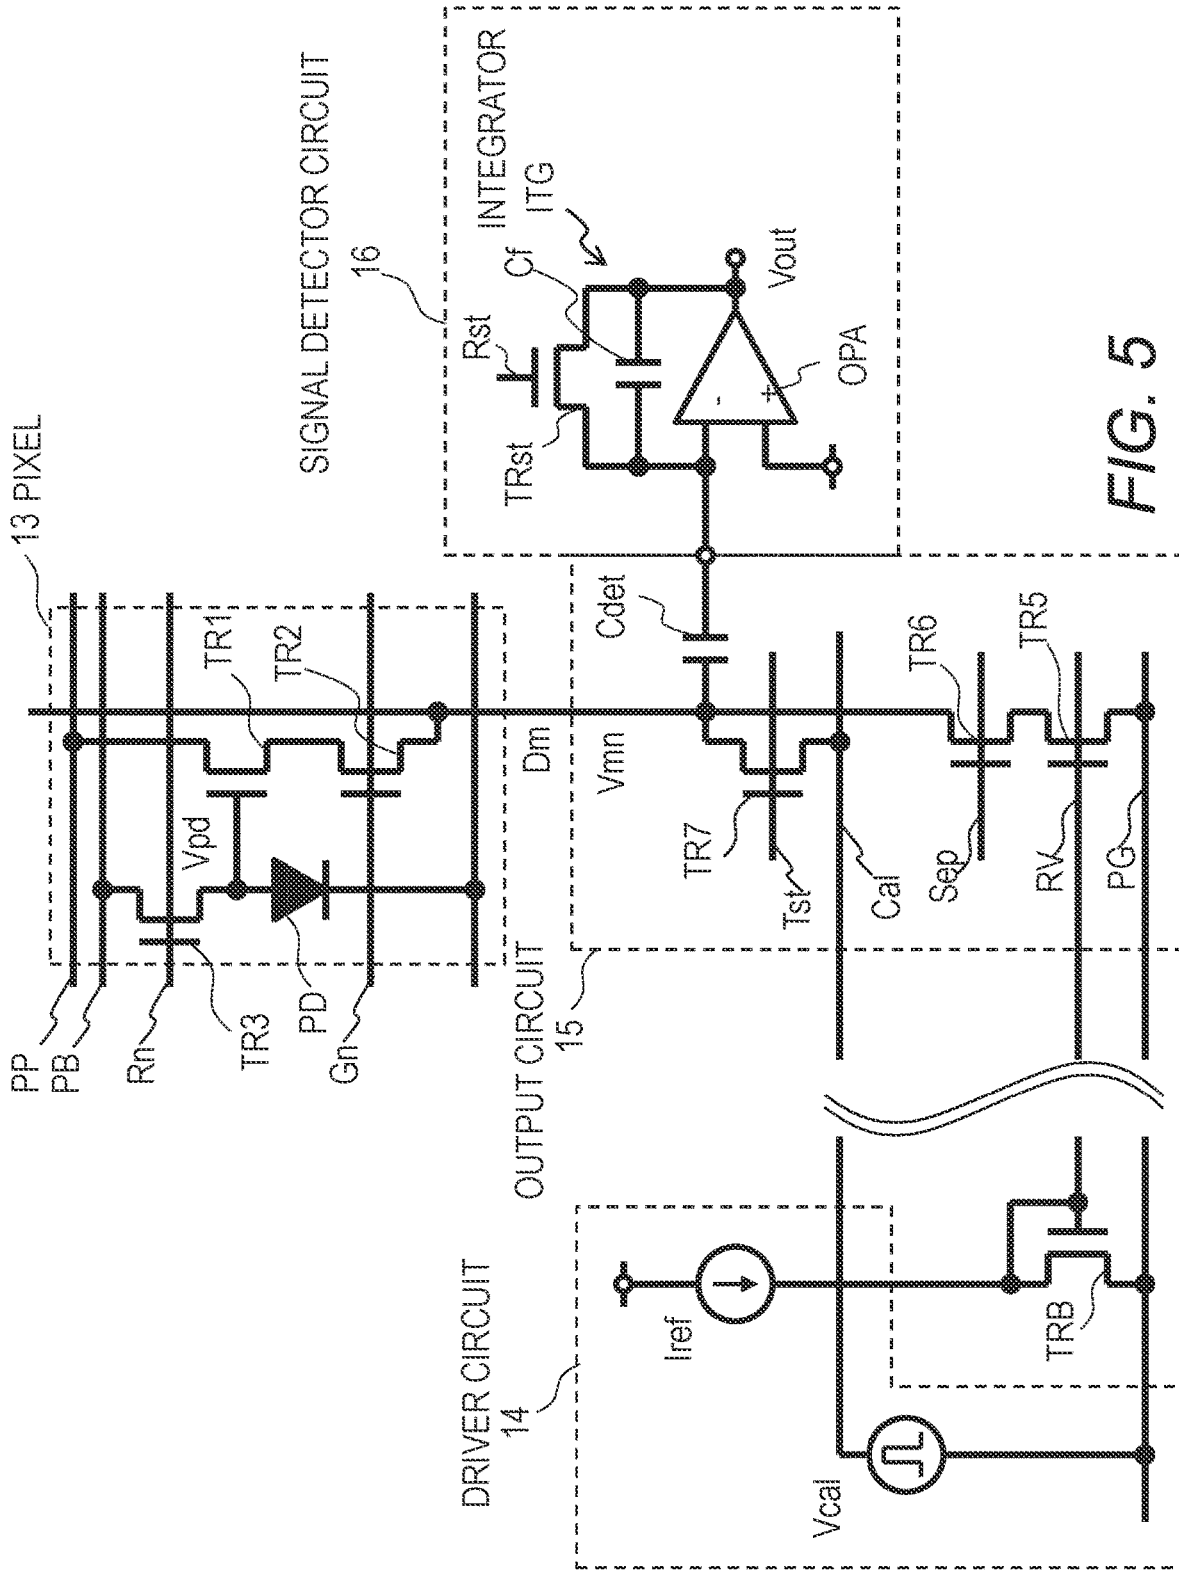 SIGNAL DETECTOR CIRCUIT
16
INTEGRATOR
ITG
Cf
Rst
TRst
Vout
OPA
-
+
13 PIXEL
TR1
TR2
Vpd
PP
PB
Rn
TR3
PD
Gn
Dm
OUTPUT CIRCUIT
15
Vmn
Cdet
TR7
Tst
Cal
Sep
TR6
TR5
RV
PG
DRIVER CIRCUIT
14
Iref
Vcal
TRB
FIG. 5